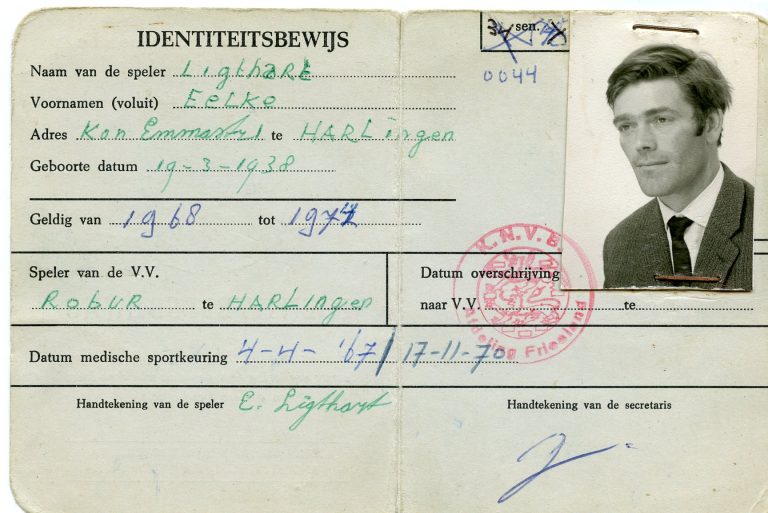 IDENTITEITSBEWIJS
sen.
0044
Naam van de speler Ligthart
Voornamen (voluit) Eelko
Adres Kon Emmastr 1 te HARLingen
Geboorte datum 19-3-1938
Geldig van 1968 tot 1977
K.N.V.B.
Afdeling Friesland
Speler van de V.V.
RobuR te HARLingen
Datum overschrijving
naar V.V. te
Datum medische sportkeuring 4-4-'67 / 17-11-70
Handtekening van de speler E. Ligthart
Handtekening van de secretaris